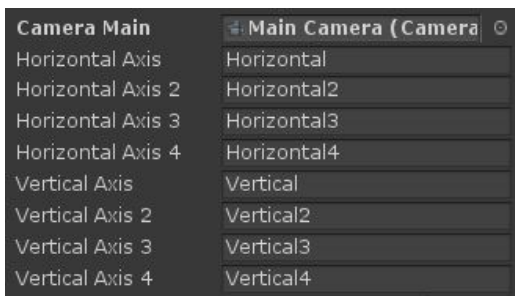 Camera Main Main Camera (Camera
Horizontal Axis Horizontal
Horizontal Axis 2 Horizontal2
Horizontal Axis 3 Horizontal3
Horizontal Axis 4 Horizontal4
Vertical Axis Vertical
Vertical Axis 2 Vertical2
Vertical Axis 3 Vertical3
Vertical Axis 4 Vertical4